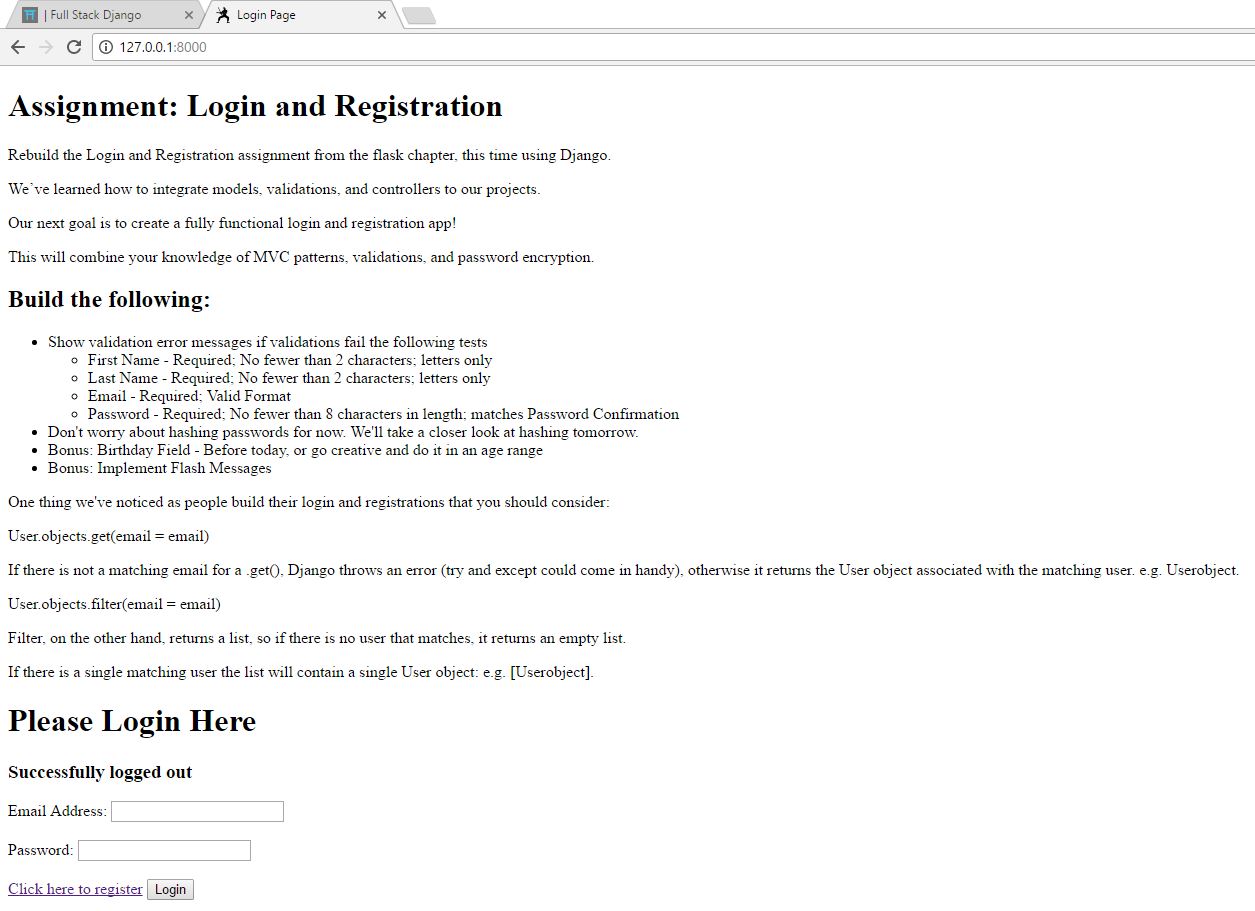 | Full Stack Django
Login Page
127.0.0.1:8000
Assignment: Login and Registration
Rebuild the Login and Registration assignment from the flask chapter, this time using Django.
We`ve learned how to integrate models, validations, and controllers to our projects.
Our next goal is to create a fully functional login and registration app!
This will combine your knowledge of MVC patterns, validations, and password encryption.
Build the following:
Show validation error messages if validations fail the following tests
First Name - Required; No fewer than 2 characters; letters only
Last Name - Required; No fewer than 2 characters; letters only
Email - Required; Valid Format
Password - Required; No fewer than 8 characters in length; matches Password Confirmation
Don't worry about hashing passwords for now. We'll take a closer look at hashing tomorrow.
Bonus: Birthday Field - Before today, or go creative and do it in an age range
Bonus: Implement Flash Messages
One thing we've noticed as people build their login and registrations that you should consider:
User.objects.get(email = email)
If there is not a matching email for a .get(), Django throws an error (try and except could come in handy), otherwise it returns the User object associated with the matching user. e.g. Userobject.
User.objects.filter(email = email)
Filter, on the other hand, returns a list, so if there is no user that matches, it returns an empty list.
If there is a single matching user the list will contain a single User object: e.g. [Userobject].
Please Login Here
Successfully logged out
Email Address:
Password:
Click here to register Login